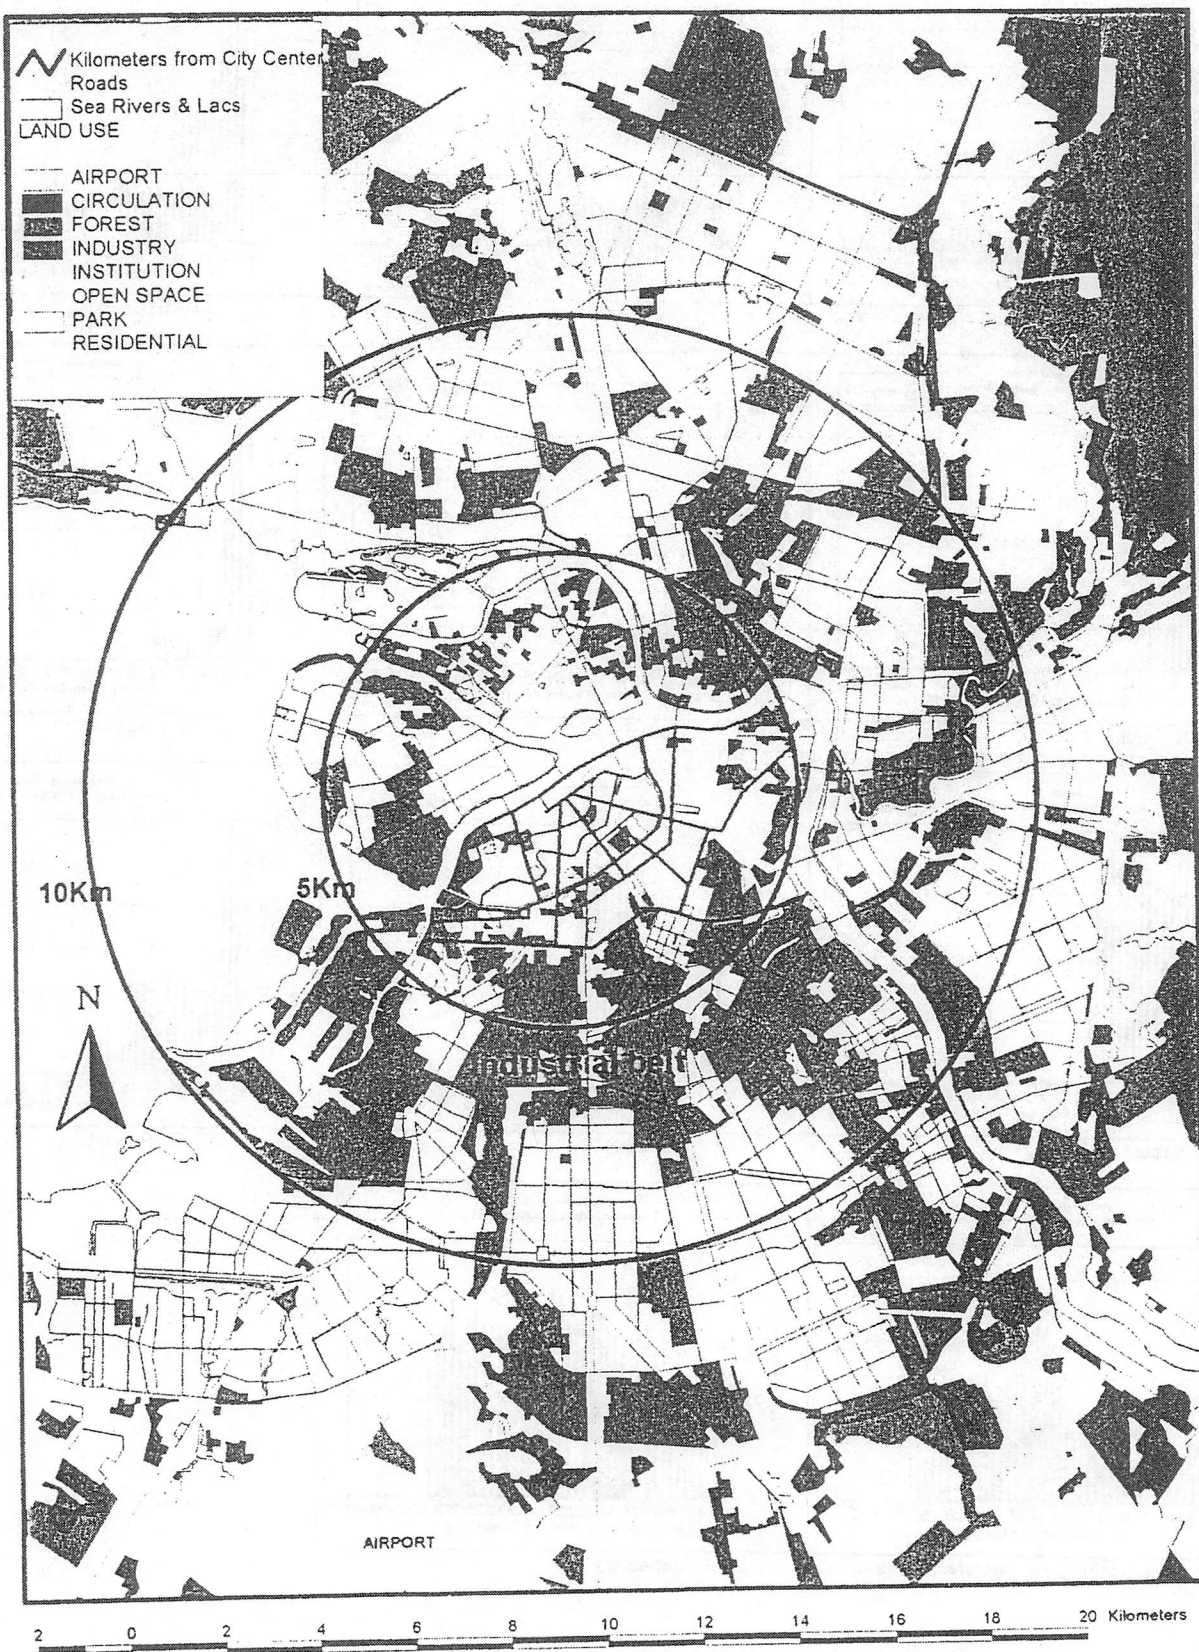 Kilometers from City Center
Roads
Sea Rivers & Lacs
LAND USE
AIRPORT
CIRCULATION
FOREST
INDUSTRY
INSTITUTION
OPEN SPACE
PARK
RESIDENTIAL
10Km
5Km
N
Industrial belt
AIRPORT
2 0 2 4 6 8 10 12 14 16 18 20 Kilometers